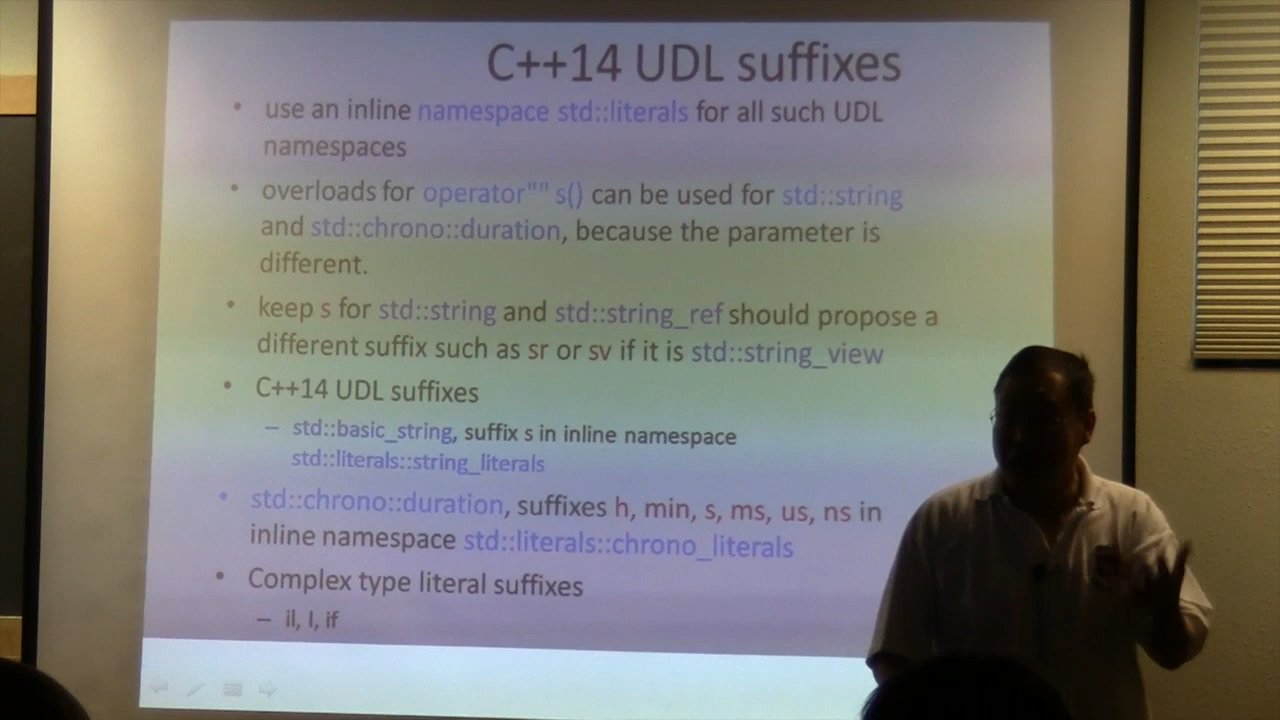 C++14 UDL suffixes
• use an inline namespace std::literals for all such UDL
namespaces
• overloads for operator"" s() can be used for std::string
and std::chrono::duration, because the parameter is
different.
• keep s for std::string and std::string_ref should propose a
different suffix such as sr or sv if it is std::string_view
• C++14 UDL suffixes
– std::basic_string, suffix s in inline namespace
std::literals::string_literals
• std::chrono::duration, suffixes h, min, s, ms, us, ns in
inline namespace std::literals::chrono_literals
• Complex type literal suffixes
– il, I, if